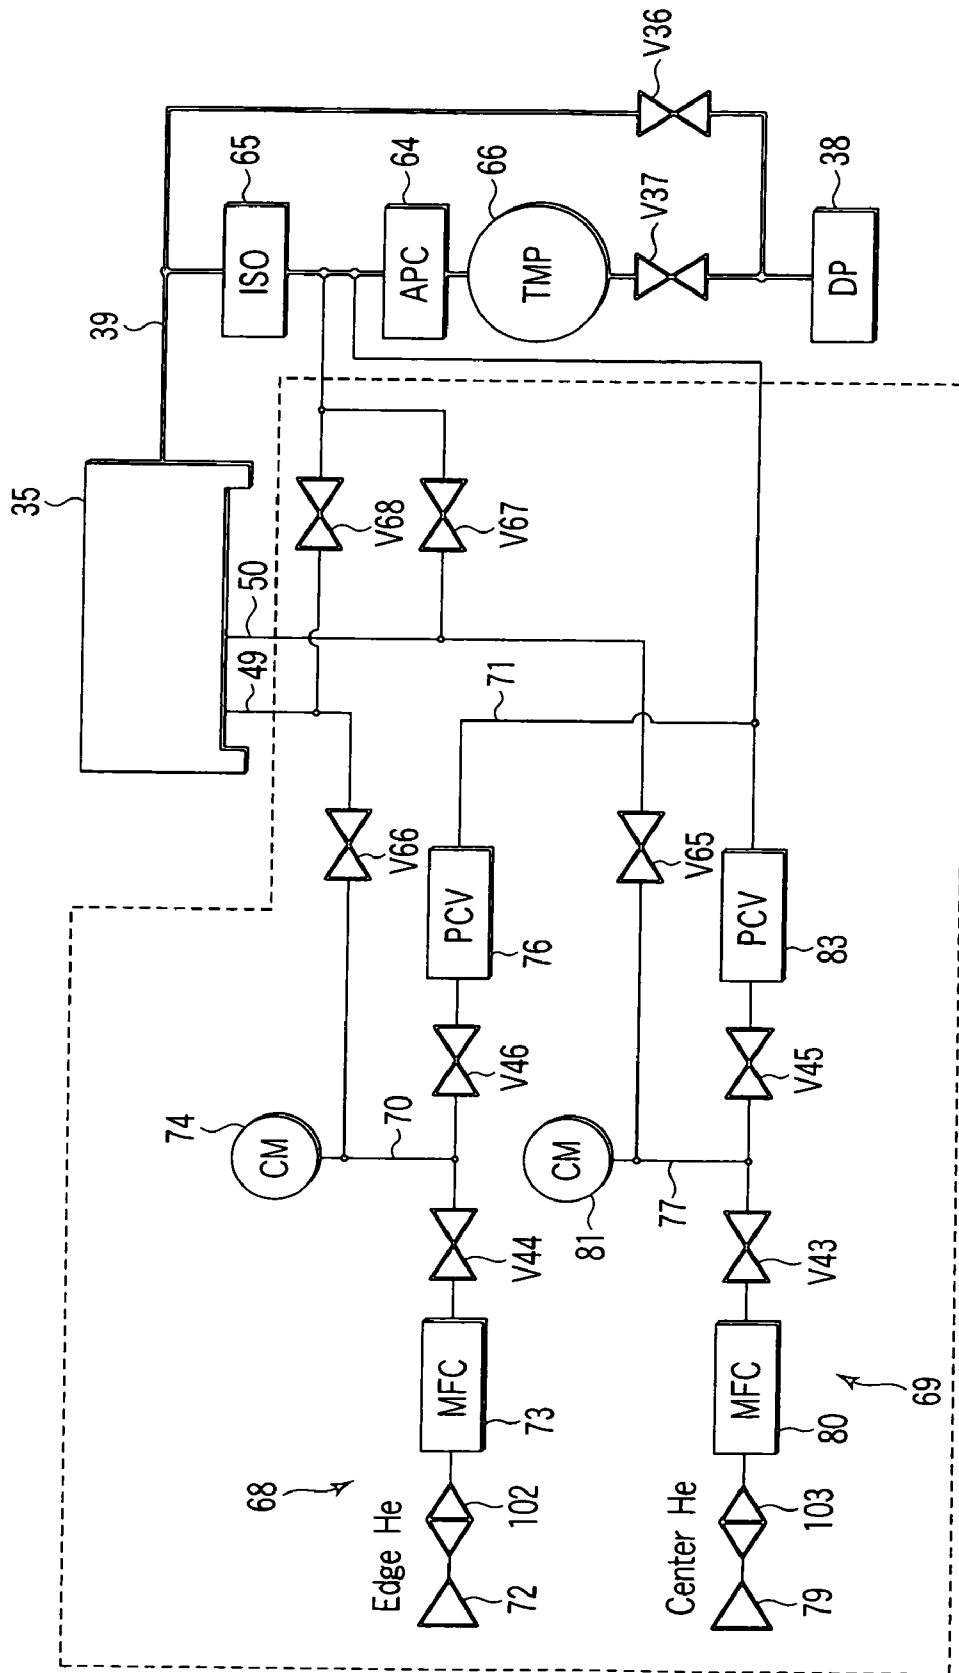 35
39
ISO
65
APC
64
TMP
66
V36
V37
DP
38
49
50
V68
V67
71
V66
V65
74
CM
70
V46
PCV
76
81
CM
77
V45
PCV
83
V44
V43
68
Edge He
72
102
MFC
73
69
Center He
79
103
MFC
80